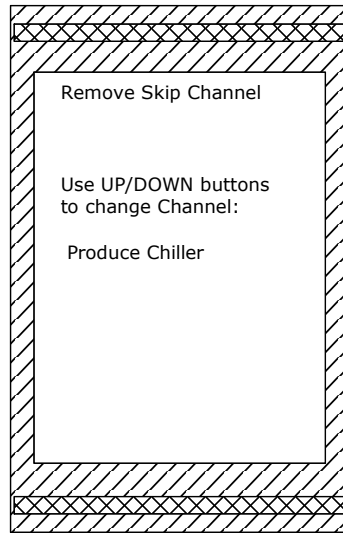 Remove Skip Channel
Use UP/DOWN buttons
to change Channel:
Produce Chiller